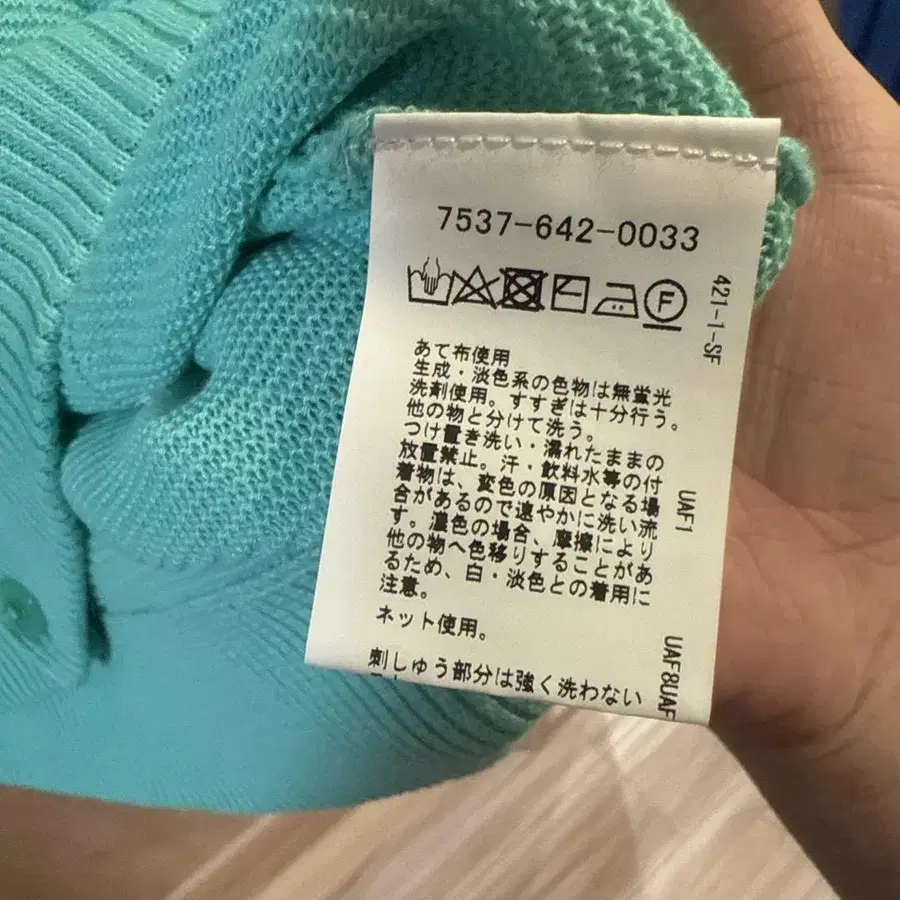 7537-642-0033
F
あて布使用
生成・淡色系の色物は無蛍光
洗剤使用。すすぎは十分行う。
他の物と分けて洗う。
つけ置き洗い・濡れたままの
放置禁止。汗・飲料水等の付
着物は、変色の原因となる場
合があるので速やかに洗い流
す。濃色の場合、摩擦により
他の物へ色移りすることがあ
るため、白・淡色との着用に
注意。
ネット使用。
刺しゅう部分は強く洗わない
421-1-SF
UAF1
UAF8UAF